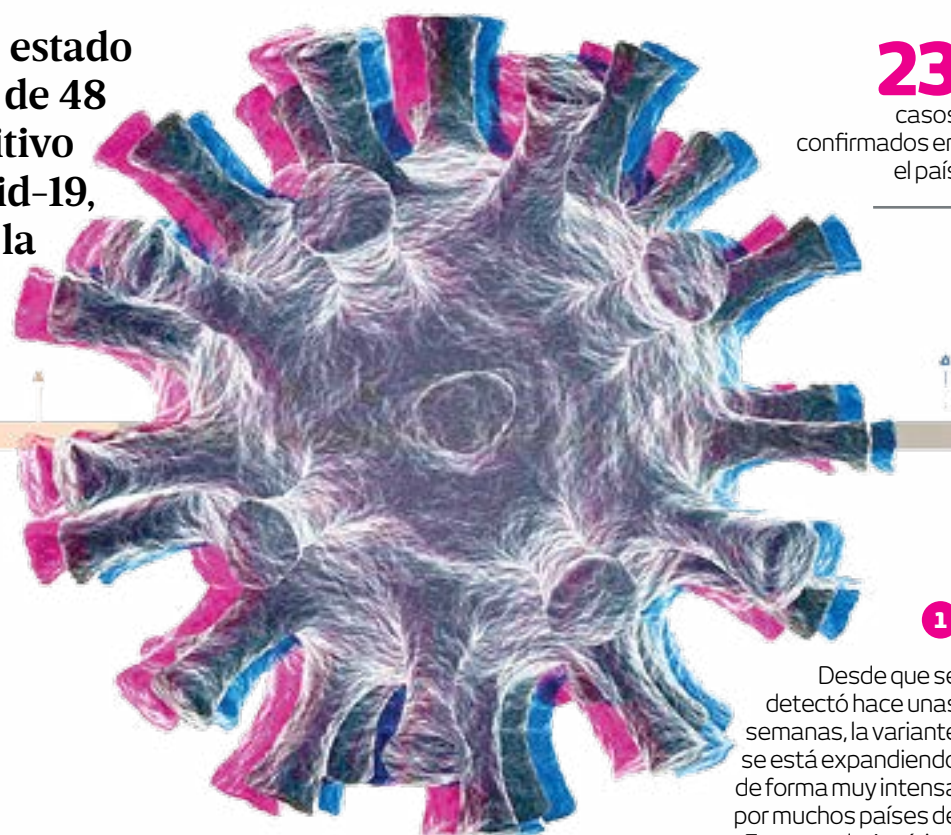 estado
de 48
itivo
id-19,
la
23
casos
confirmados en
el país
1
Desde que se
detectó hace unas
semanas, la variante
se está expandiendo
de forma muy intensa
por muchos países de